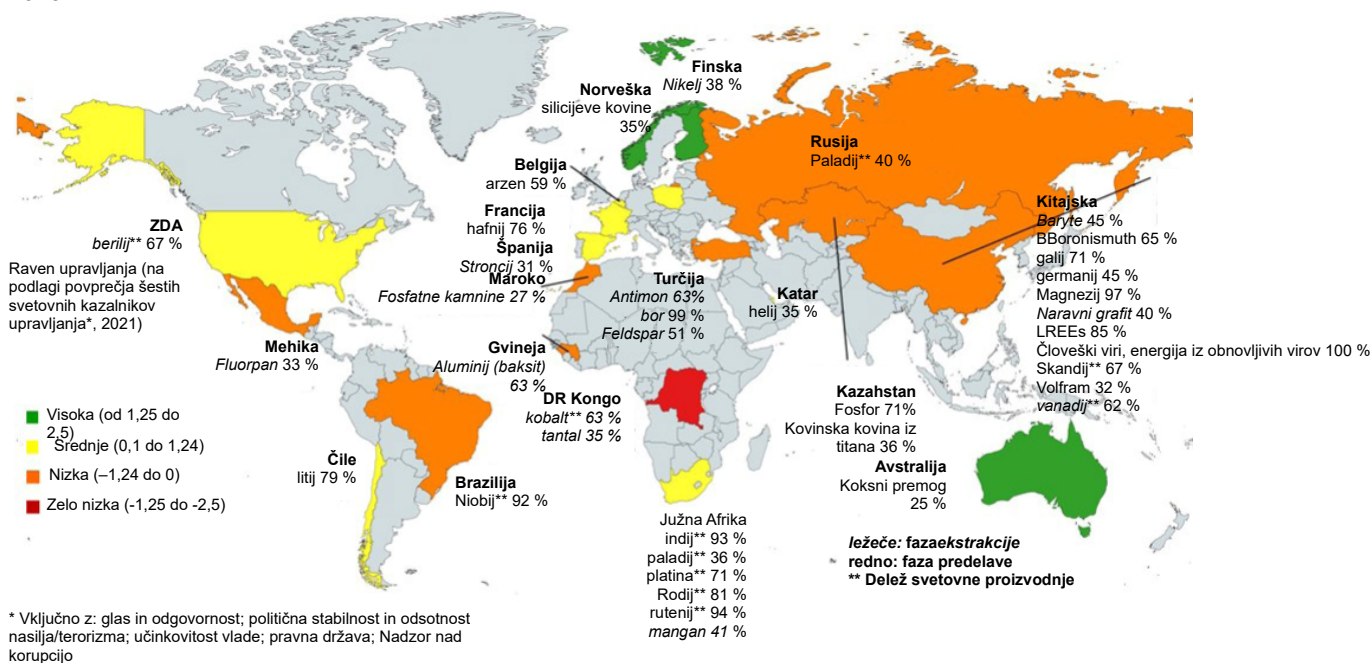 Finska
Nikelj 38 %
Norveška
silicijeve kovine
35%
Rusija
Paladij** 40 %
Belgija
arzen 59 %
Francija
hafnij 76 %
Španija
Stroncij 31 %
Maroko
Fosfatne kamnine 27 %
Turčija
Antimon 63%
bor 99 %
Feldspar 51 %
Katar
helij 35 %
Kitajska
Baryte 45 %
BBoronismuth 65 %
galij 71 %
germanij 45 %
Magnezij 97 %
Naravni grafit 40 %
LREEs 85 %
Človeški viri, energija iz obnovljivih virov 100 %
Skandij** 67 %
Volfram 32 %
vanadij** 62 %
ZDA
berilij** 67 %
Raven upravljanja (na
podlagi povprečja šestih
svetovnih kazalnikov
upravljanja*, 2021)
Mehika
Fluorpan 33 %
Gvineja
Aluminij (baksit)
63 %
DR Kongo
kobalt** 63 %
tantal 35 %
Kazahstan
Fosfor 71%
Kovinska kovina iz
titana 36 %
Avstralija
Koksni premog
25 %
Visoka (od 1,25 do
2,5)
Srednje (0,1 do 1,24)
Nizka (–1,24 do 0)
Zelo nizka (-1,25 do -2,5)
Čile
litij 79 %
Brazilija
Niobij** 92 %
Južna Afrika
indij** 93 %
paladij** 36 %
platina** 71 %
Rodij** 81 %
rutenij** 94 %
mangan 41 %
ležeče: fazaekstrakcije
redno: faza predelave
** Delež svetovne proizvodnje
* Vključno z: glas in odgovornost; politična stabilnost in odsotnost
nasilja/terorizma; učinkovitost vlade; pravna država; Nadzor nad
korupcijo